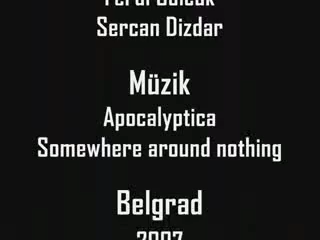 Sercan Dizdar
Müzik
Apocalyptica
Somewhere around nothing
Belgrad
2007